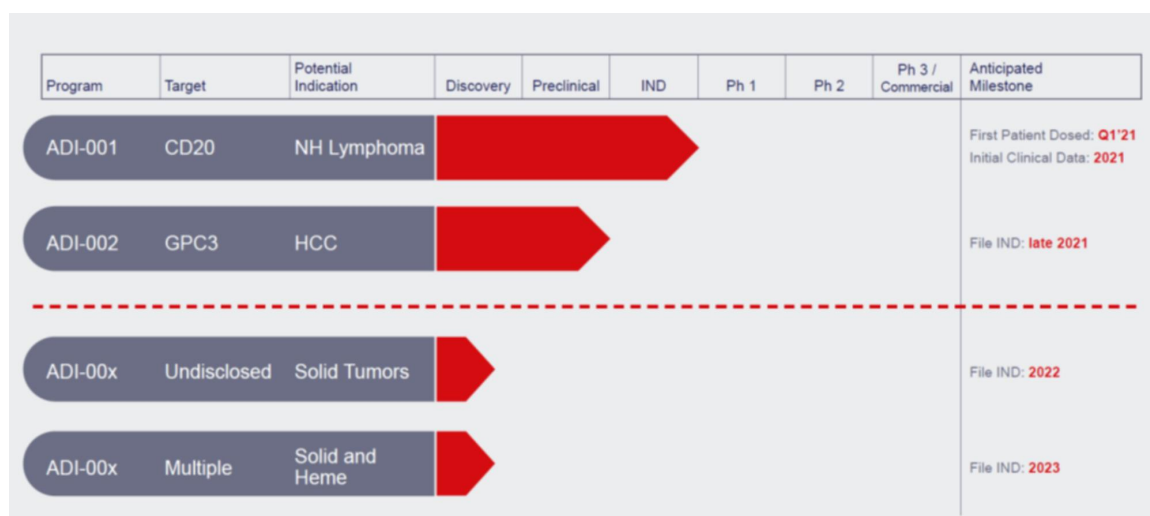 Program Target Potential Indication Discovery Preclinical IND Ph 1 Ph 2 Ph 3 / Commercial Anticipated Milestone
ADI-001 CD20 NH Lymphoma First Patient Dosed: Q1'21
Initial Clinical Data: 2021
ADI-002 GPC3 HCC File IND: late 2021
ADI-00x Undisclosed Solid Tumors File IND: 2022
ADI-00x Multiple Solid and Heme File IND: 2023